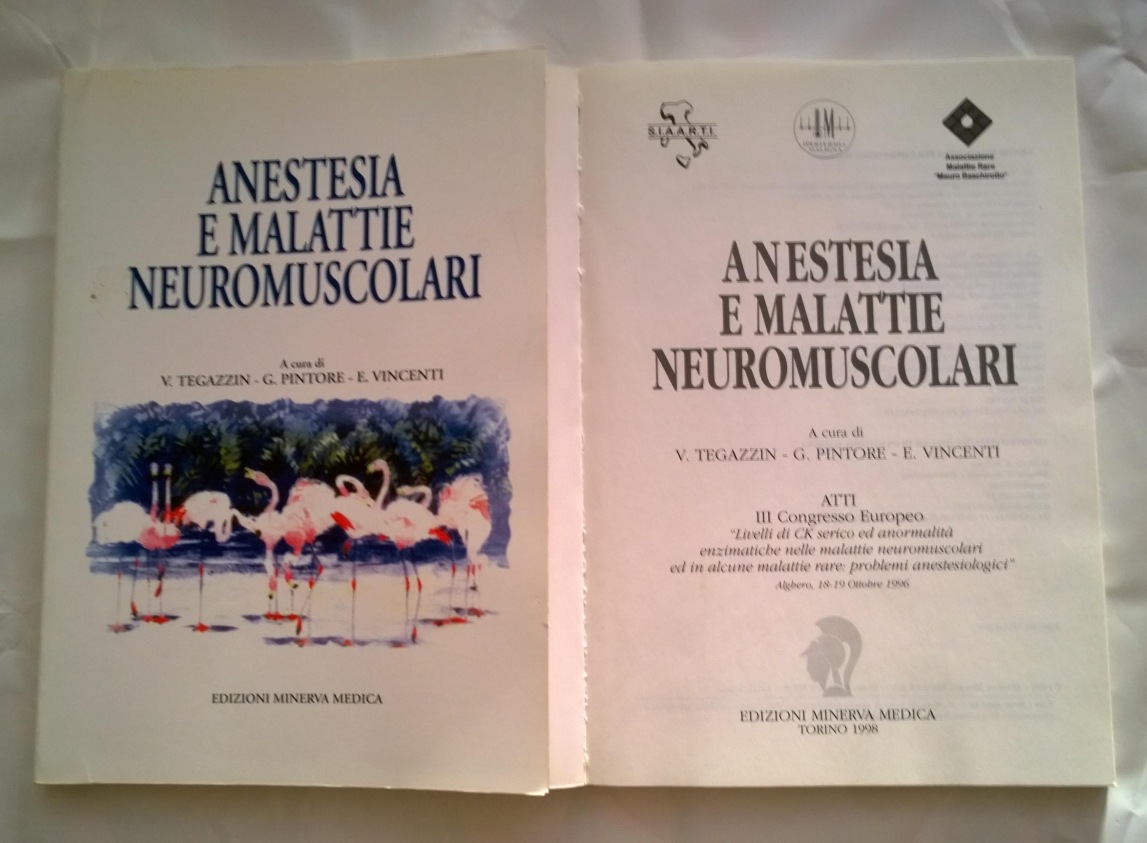 ANESTESIA
E MALATTIE
NEUROMUSCOLARI
A cura di
V. TEGAZZIN - G. PINTORE - E. VINCENTI
EDIZIONI MINERVA MEDICA
S.I.A.A.R.T.I.
Associazione
Malattie Rare
"Mauro Baschirotto"
ANESTESIA
E MALATTIE
NEUROMUSCOLARI
A cura di
V. TEGAZZIN - G. PINTORE - E. VINCENTI
ATTI
III Congresso Europeo
"Livelli di CK serico ed anormalità
enzimatiche nelle malattie neuromuscolari
ed in alcune malattie rare: problemi anestesiologici"
Alghero, 18-19 Ottobre 1996
EDIZIONI MINERVA MEDICA
TORINO 1998